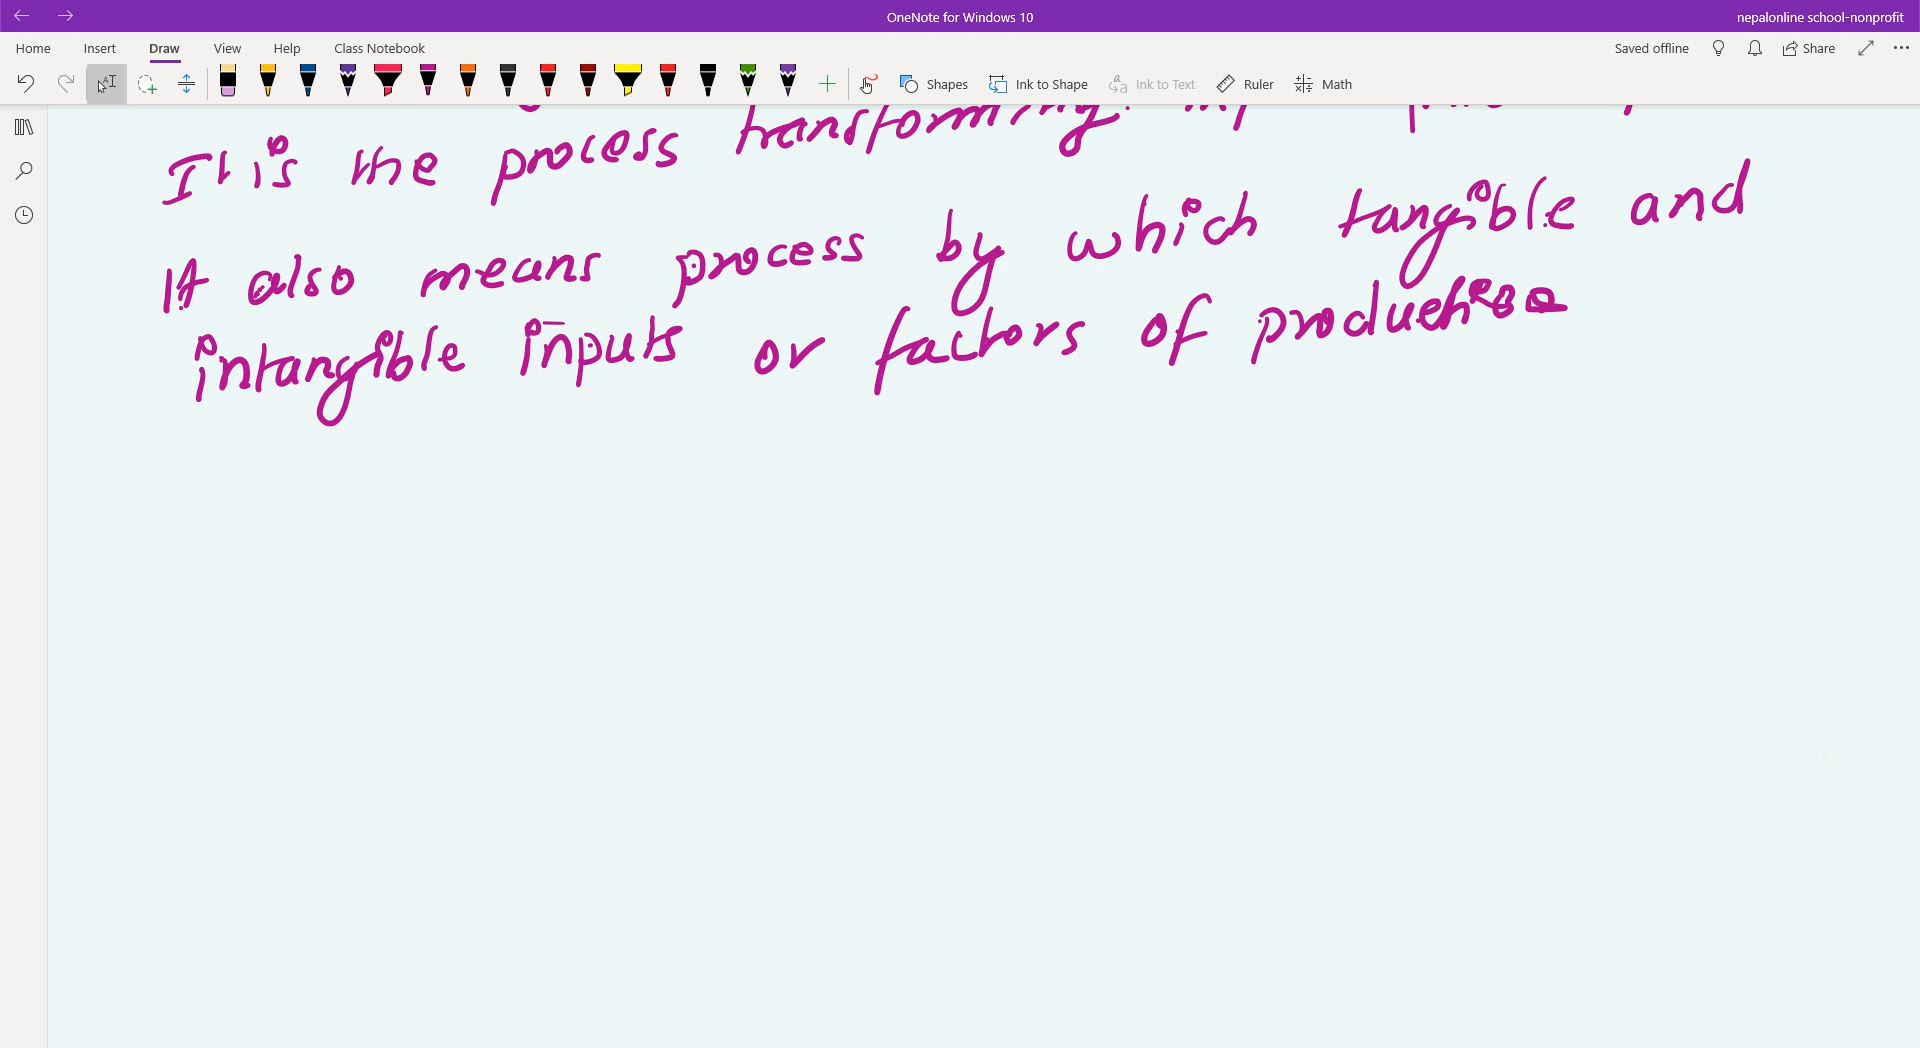 OneNote for Windows 10
nepalonline school-nonprofit
Home Insert Draw View Help Class Notebook
Saved offline Share
Shapes Ink to Shape Ink to Text Ruler Math
It is the process transforming
It also means process by which tangible and
intangible inputs or factors of production